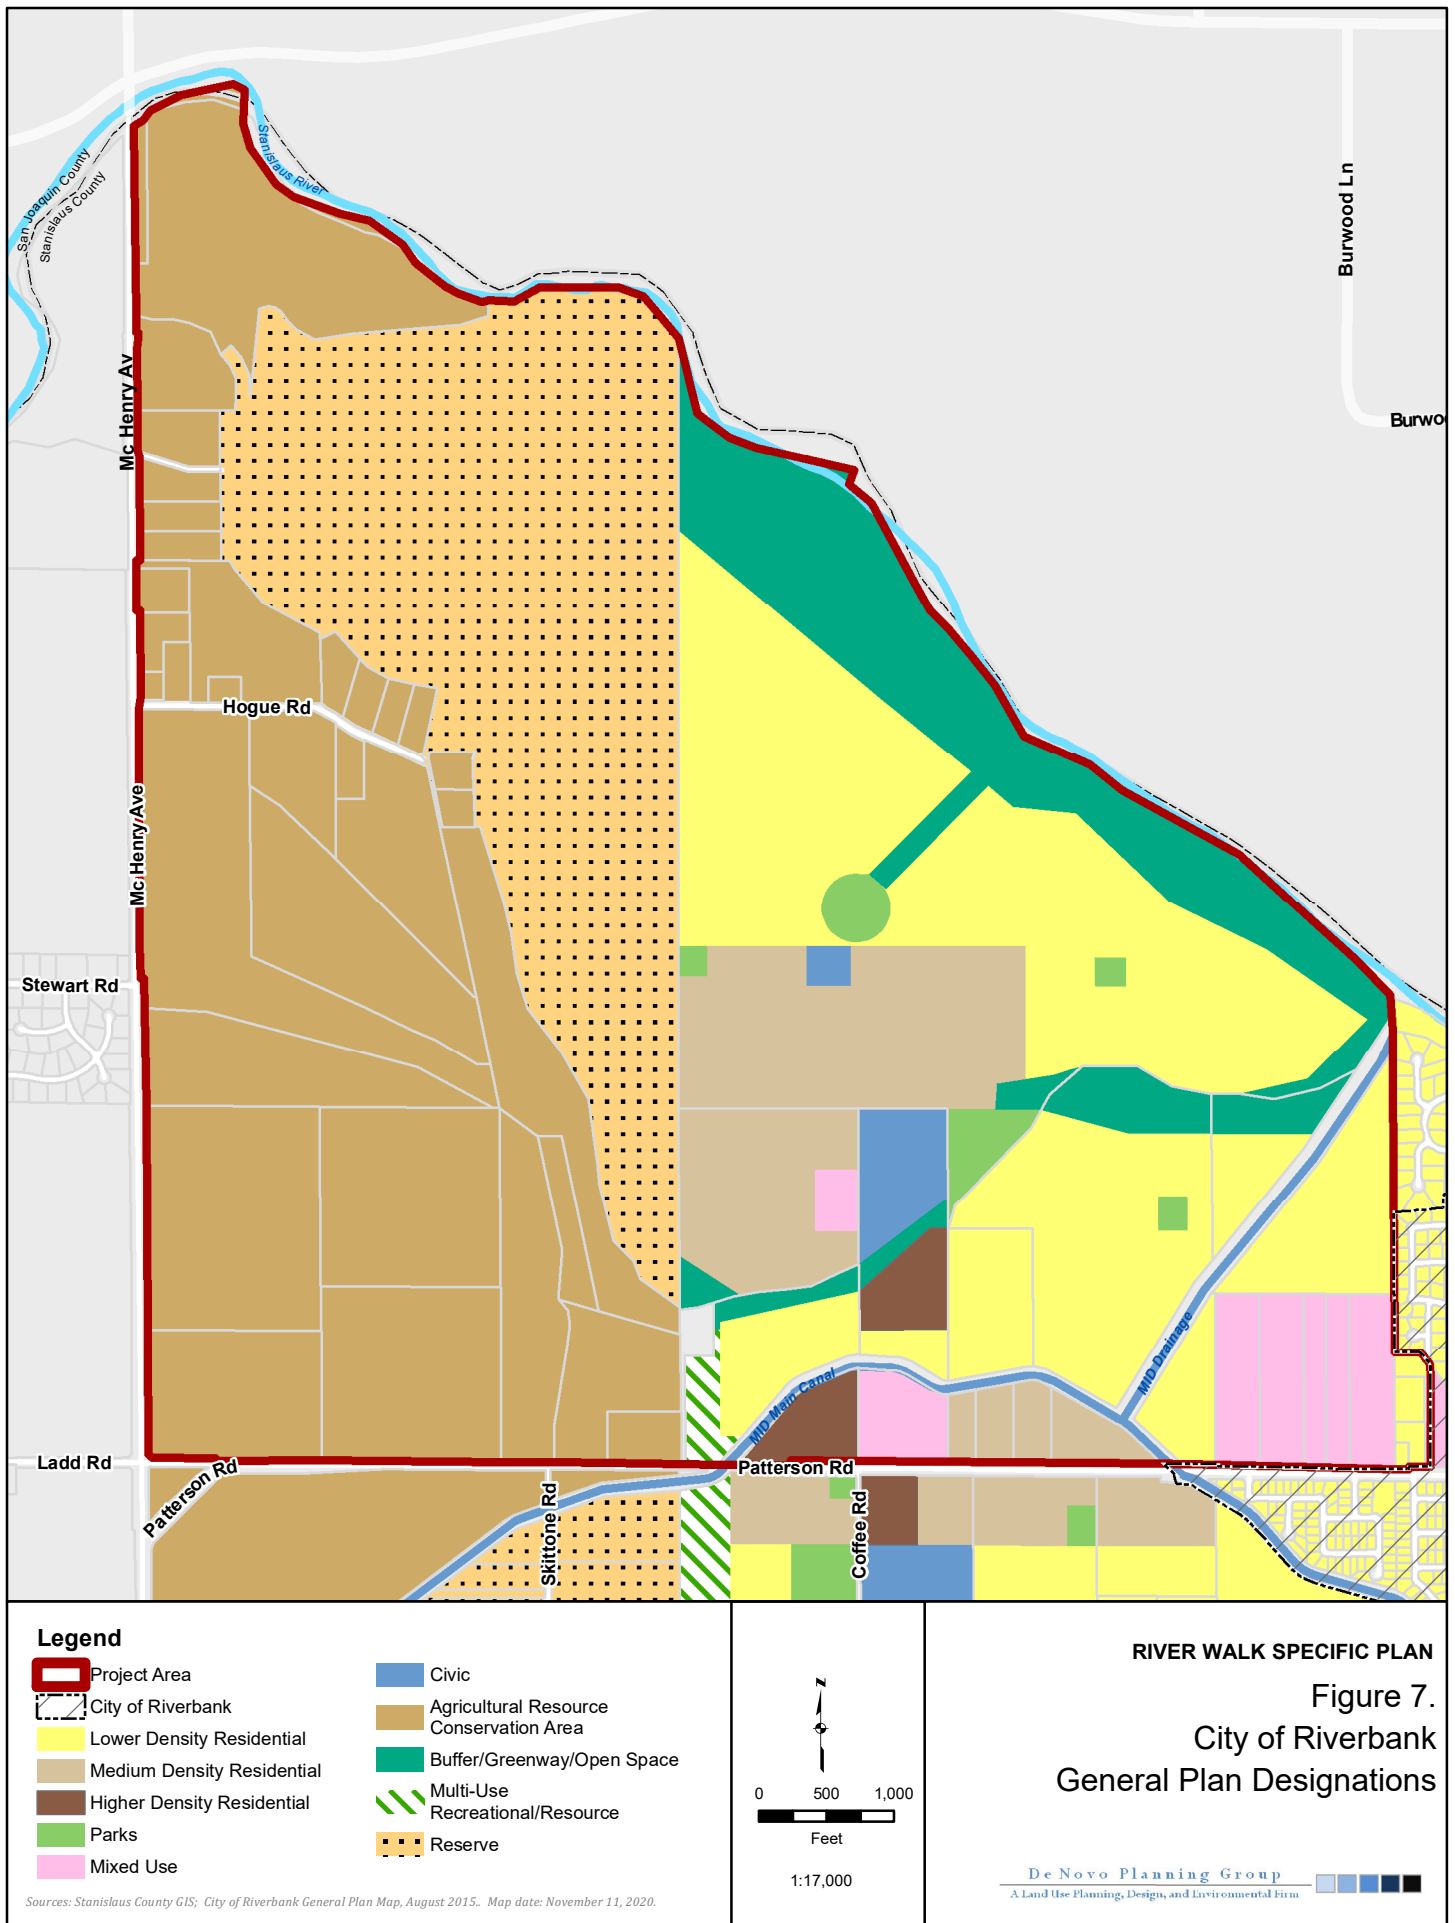 Stanislaus River
San Joaquin County
Stanislaus County
Burwood Ln
Burwo
Mc Henry Av
Hogue Rd
Mc Henry Ave
Stewart Rd
MID Drainage
MID Main Canal
Ladd Rd
Patterson Rd
Patterson Rd
Skittone Rd
Coffee Rd
Legend
Project Area
City of Riverbank
Lower Density Residential
Medium Density Residential
Higher Density Residential
Parks
Mixed Use
Civic
Agricultural Resource
Conservation Area
Buffer/Greenway/Open Space
Multi-Use
Recreational/Resource
Reserve
Sources: Stanislaus County GIS; City of Riverbank General Plan Map, August 2015.. Map date: November 11, 2020.
N
0 500 1,000
Feet
1:17,000
RIVER WALK SPECIFIC PLAN
Figure 7.
City of Riverbank
General Plan Designations
De Novo Planning Group
A Land Use Planning, Design, and Environmental Firm